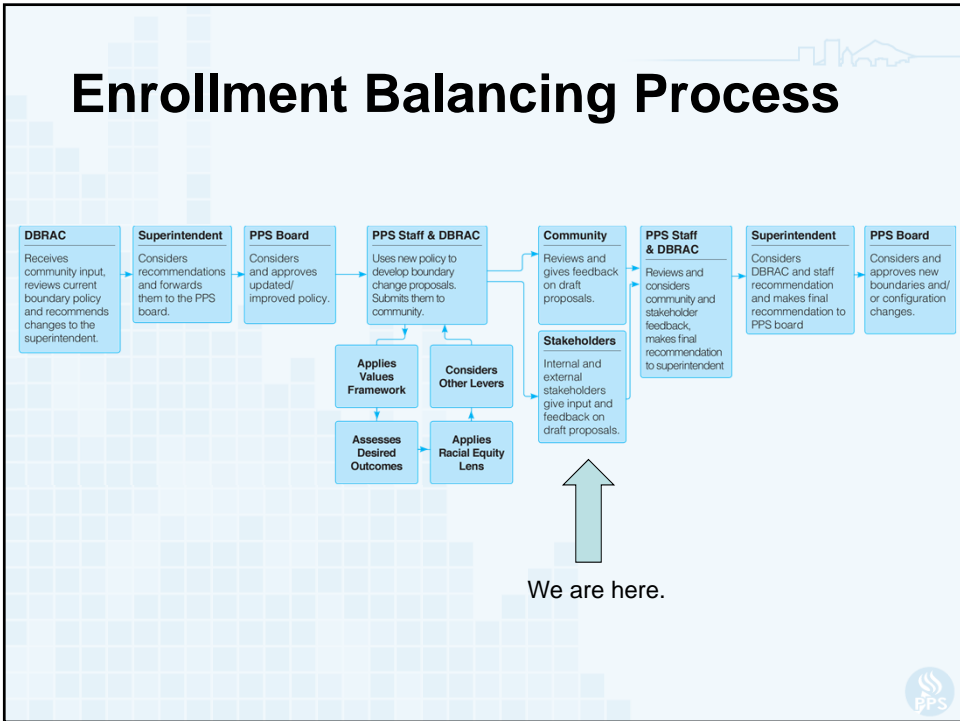 Enrollment Balancing Process
DBRAC
Receives
community input,
reviews current
boundary policy
and recommends
changes to the
superintendent.
Superintendent
Considers
recommendations
and forwards
them to the PPS
board.
PPS Board
Considers
and approves
updated/
improved policy.
PPS Staff & DBRAC
Uses new policy to
develop boundary
change proposals.
Submits them to
community.
Applies
Values
Framework
Assesses
Desired
Outcomes
Applies
Racial Equity
Lens
Considers
Other Levers
Community
Reviews and
gives feedback
on draft
proposals.
Stakeholders
Internal and
external
stakeholders
give input and
feedback on
draft proposals.
PPS Staff
& DBRAC
Reviews and
considers
community and
stakeholder
feedback,
makes final
recommendation
to superintendent
Superintendent
Considers
DBRAC and staff
recommendation
and makes final
recommendation to
PPS board
PPS Board
Considers and
approves new
boundaries and/
or configuration
changes.
We are here.
PPS